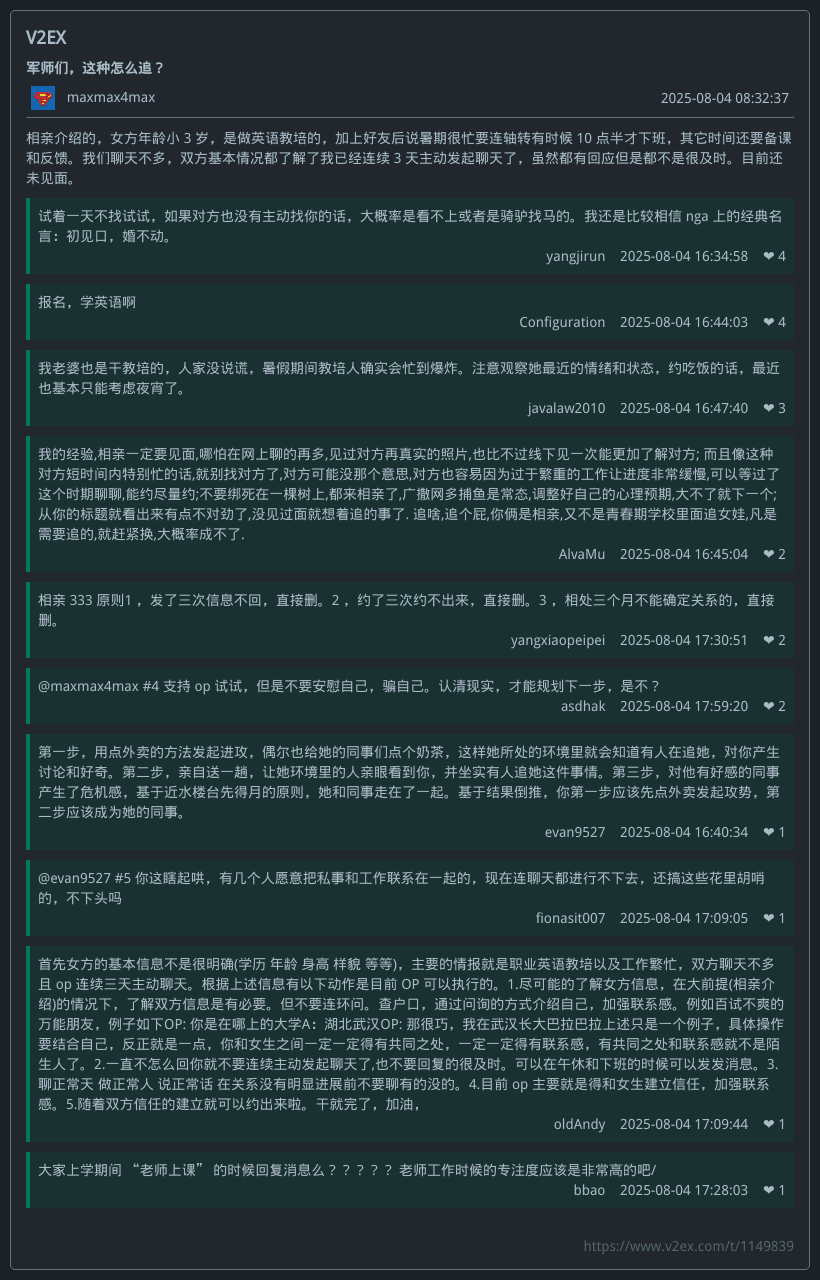 V2EX
军师们，这种怎么追？
maxmax4max 2025-08-04 08:32:37
相亲介绍的，女方年龄小 3 岁，是做英语教培的，加上好友后说暑期很忙要连轴转有时候 10 点半才下班，其它时间还要备课
和反馈。我们聊天不多，双方基本情况都了解了我已经连续 3 天主动发起聊天了，虽然都有回应但是都不是很及时。目前还
未见面。
试着一天不找试试，如果对方也没有主动找你的话，大概率是看不上或者是骑驴找马的。我还是比较相信 nga 上的经典名
言：初见口，婚不动。
yangjirun 2025-08-04 16:34:58 ❤ 4
报名，学英语啊
Configuration 2025-08-04 16:44:03 ❤ 4
我老婆也是干教培的，人家没说谎，暑假期间教培人确实会忙到爆炸。注意观察她最近的情绪和状态，约吃饭的话，最近
也基本只能考虑夜宵了。
javalaw2010 2025-08-04 16:47:40 ❤ 3
我的经验,相亲一定要见面,哪怕在网上聊的再多,见过对方再真实的照片,也比不过线下见一次能更加了解对方; 而且像这种
对方短时间内特别忙的话,就别找对方了,对方可能没那个意思,对方也容易因为过于繁重的工作让进度非常缓慢,可以等过了
这个时期聊聊,能约尽量约;不要绑死在一棵树上,都来相亲了,广撒网多捕鱼是常态,调整好自己的心理预期,大不了就下一个;
从你的标题就看出来有点不对劲了,没见过面就想着追的事了. 追啥,追个屁,你俩是相亲,又不是青春期学校里面追女娃,凡是
需要追的,就赶紧换,大概率成不了.
AlvaMu 2025-08-04 16:45:04 ❤ 2
相亲 333 原则1 ，发了三次信息不回，直接删。2 ，约了三次约不出来，直接删。3 ，相处三个月不能确定关系的，直接
删。
yangxiaopeipei 2025-08-04 17:30:51 ❤ 2
@maxmax4max #4 支持 op 试试，但是不要安慰自己，骗自己。认清现实，才能规划下一步，是不？
asdhak 2025-08-04 17:59:20 ❤ 2
第一步，用点外卖的方法发起进攻，偶尔也给她的同事们点个奶茶，这样她所处的环境里就会知道有人在追她，对你产生
讨论和好奇。第二步，亲自送一趟，让她环境里的人亲眼看到你，并坐实有人追她这件事情。第三步，对他有好感的同事
产生了危机感，基于近水楼台先得月的原则，她和同事走在了一起。基于结果倒推，你第一步应该先点外卖发起攻势，第
二步应该成为她的同事。
evan9527 2025-08-04 16:40:34 ❤ 1
@evan9527 #5 你这瞎起哄，有几个人愿意把私事和工作联系在一起的，现在连聊天都进行不下去，还搞这些花里胡哨
的，不下头吗
fionasit007 2025-08-04 17:09:05 ❤ 1
首先女方的基本信息不是很明确(学历 年龄 身高 样貌 等等)，主要的情报就是职业英语教培以及工作繁忙，双方聊天不多
且 op 连续三天主动聊天。根据上述信息有以下动作是目前 OP 可以执行的。1.尽可能的了解女方信息，在大前提(相亲介
绍)的情况下，了解双方信息是有必要。但不要连环问。查户口，通过问询的方式介绍自己，加强联系感。例如百试不爽的
万能朋友，例子如下OP: 你是在哪上的大学A：湖北武汉OP: 那很巧，我在武汉长大巴拉巴拉上述只是一个例子，具体操作
要结合自己，反正就是一点，你和女生之间一定一定得有共同之处，一定一定得有联系感，有共同之处和联系感就不是陌
生人了。2.一直不怎么回你就不要连续主动发起聊天了,也不要回复的很及时。可以在午休和下班的时候可以发发消息。3.
聊正常天 做正常人 说正常话 在关系没有明显进展前不要聊有的没的。4.目前 op 主要就是得和女生建立信任，加强联系
感。5.随着双方信任的建立就可以约出来啦。干就完了，加油，
oldAndy 2025-08-04 17:09:44 ❤ 1
大家上学期间 “老师上课” 的时候回复消息么？？？？？老师工作时候的专注度应该是非常高的吧/
bbao 2025-08-04 17:28:03 ❤ 1
https://www.v2ex.com/t/1149839